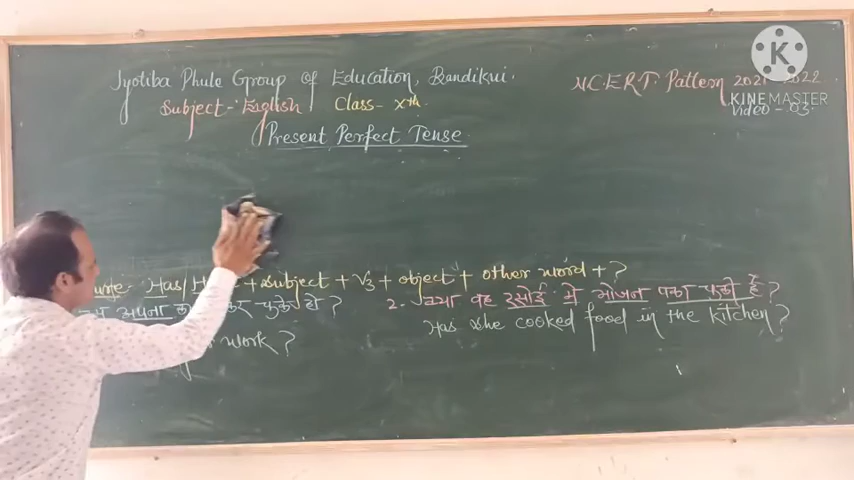 Jyotiba Phule Group of Education, Bandikui.
NCERT. Pattern 2021-2022
Subject:- English Class- Xth.
KINEMASTER
Video - 03.
Present Perfect Tense
Has/ + subject + V3 + object + other word + ?
अपना चुके हो ?
2. क्या वह रसोई में भोजन पका चुकी है ?
work ?
Has she cooked food in the kitchen ?